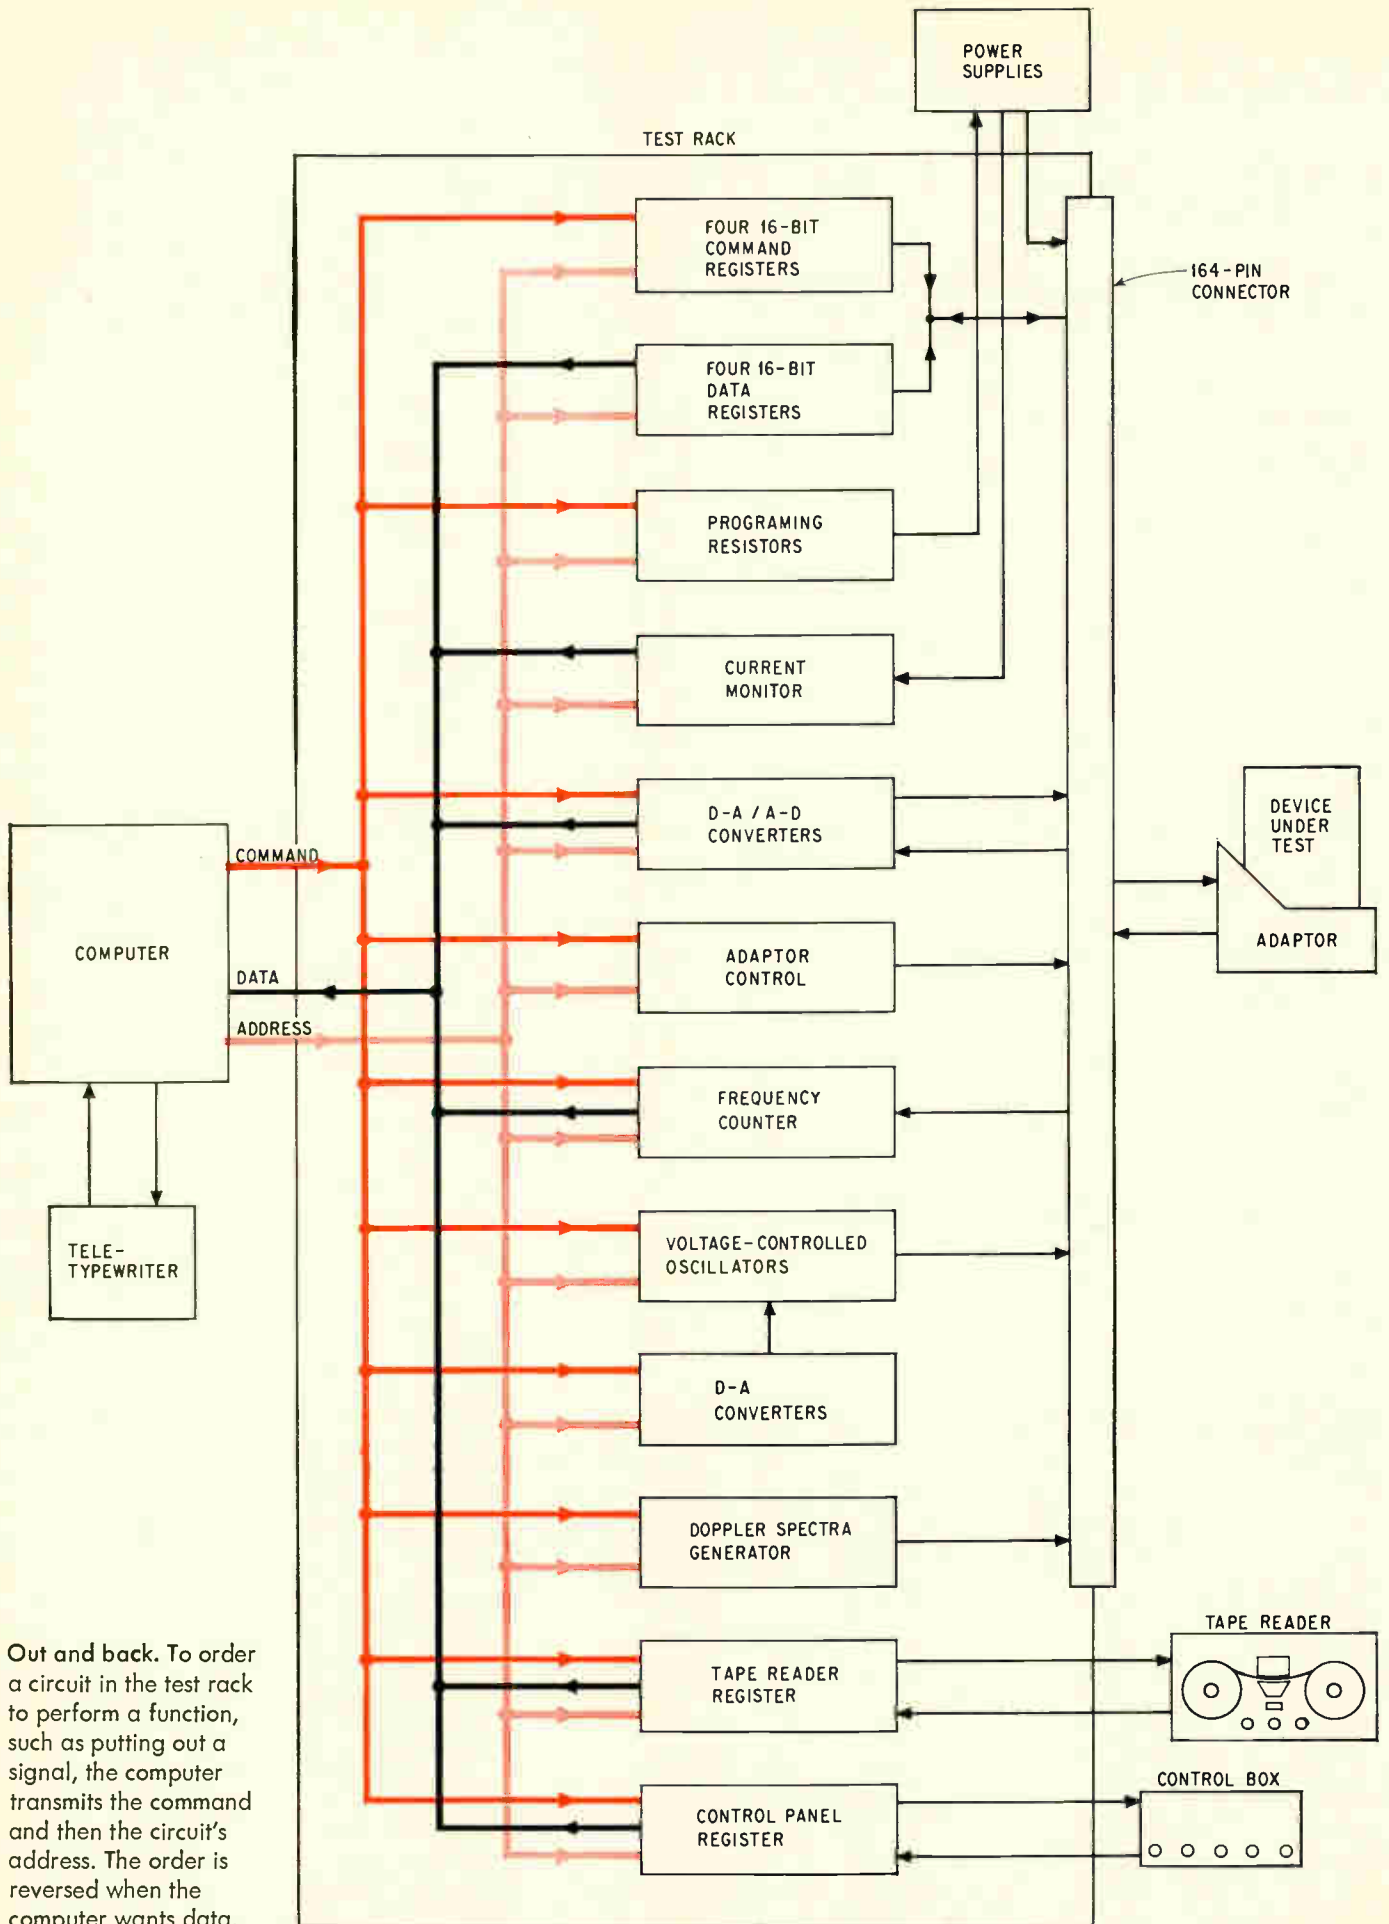 POWER
SUPPLIES
TEST RACK
FOUR 16-BIT
COMMAND
REGISTERS
164-PIN
CONNECTOR
FOUR 16-BIT
DATA
REGISTERS
PROGRAMING
RESISTORS
CURRENT
MONITOR
D-A / A-D
CONVERTERS
DEVICE
UNDER
TEST
COMMAND
COMPUTER
ADAPTOR
CONTROL
ADAPTOR
DATA
ADDRESS
FREQUENCY
COUNTER
TELE-
TYPEWRITER
VOLTAGE-CONTROLLED
OSCILLATORS
D-A
CONVERTERS
DOPPLER SPECTRA
GENERATOR
TAPE READER
TAPE READER
REGISTER
CONTROL BOX
CONTROL PANEL
REGISTER
Out and back. To order
a circuit in the test rack
to perform a function,
such as putting out a
signal, the computer
transmits the command
and then the circuit's
address. The order is
reversed when the
computer wants data